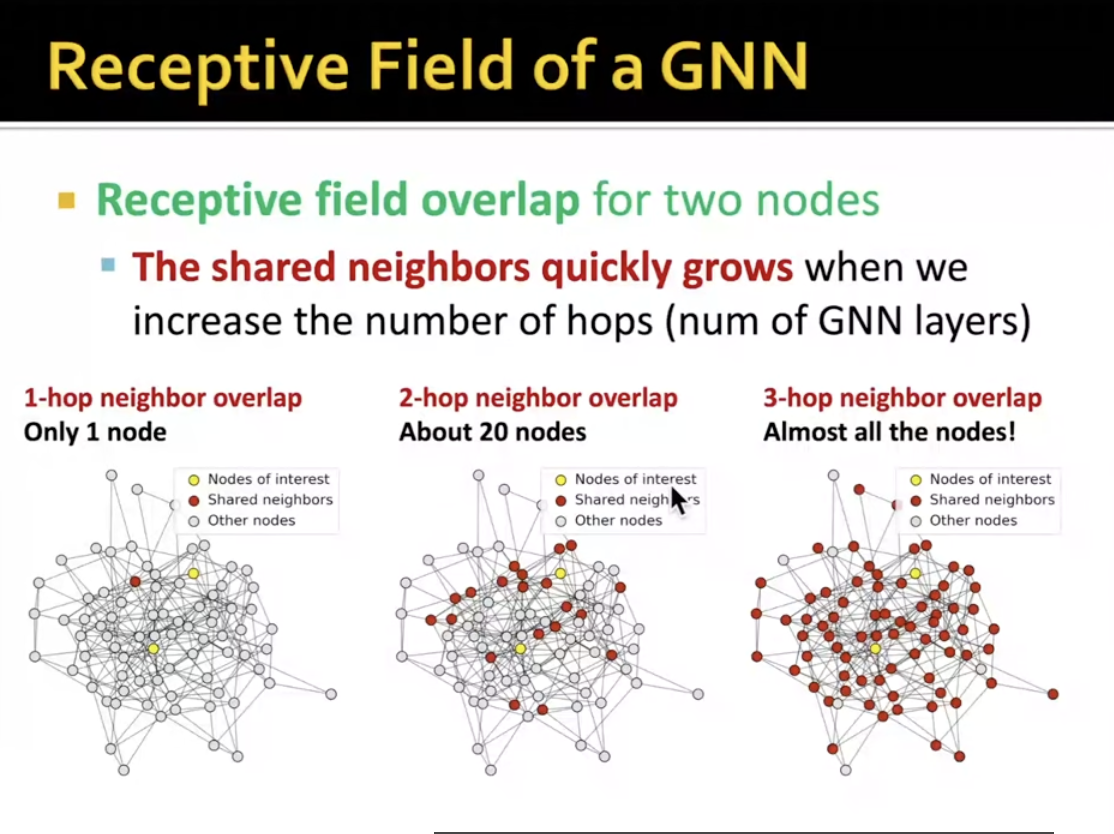 Receptive Field of a GNN
Receptive field overlap for two nodes
The shared neighbors quickly grows when we
increase the number of hops (num of GNN layers)
1-hop neighbor overlap
Only 1 node
Nodes of interest
Shared neighbors
Other nodes
2-hop neighbor overlap
About 20 nodes
Nodes of interest
Shared
Other nodes
3-hop neighbor overlap
Almost all the nodes!
Nodes of interest
Shared neighbors
Other nodes